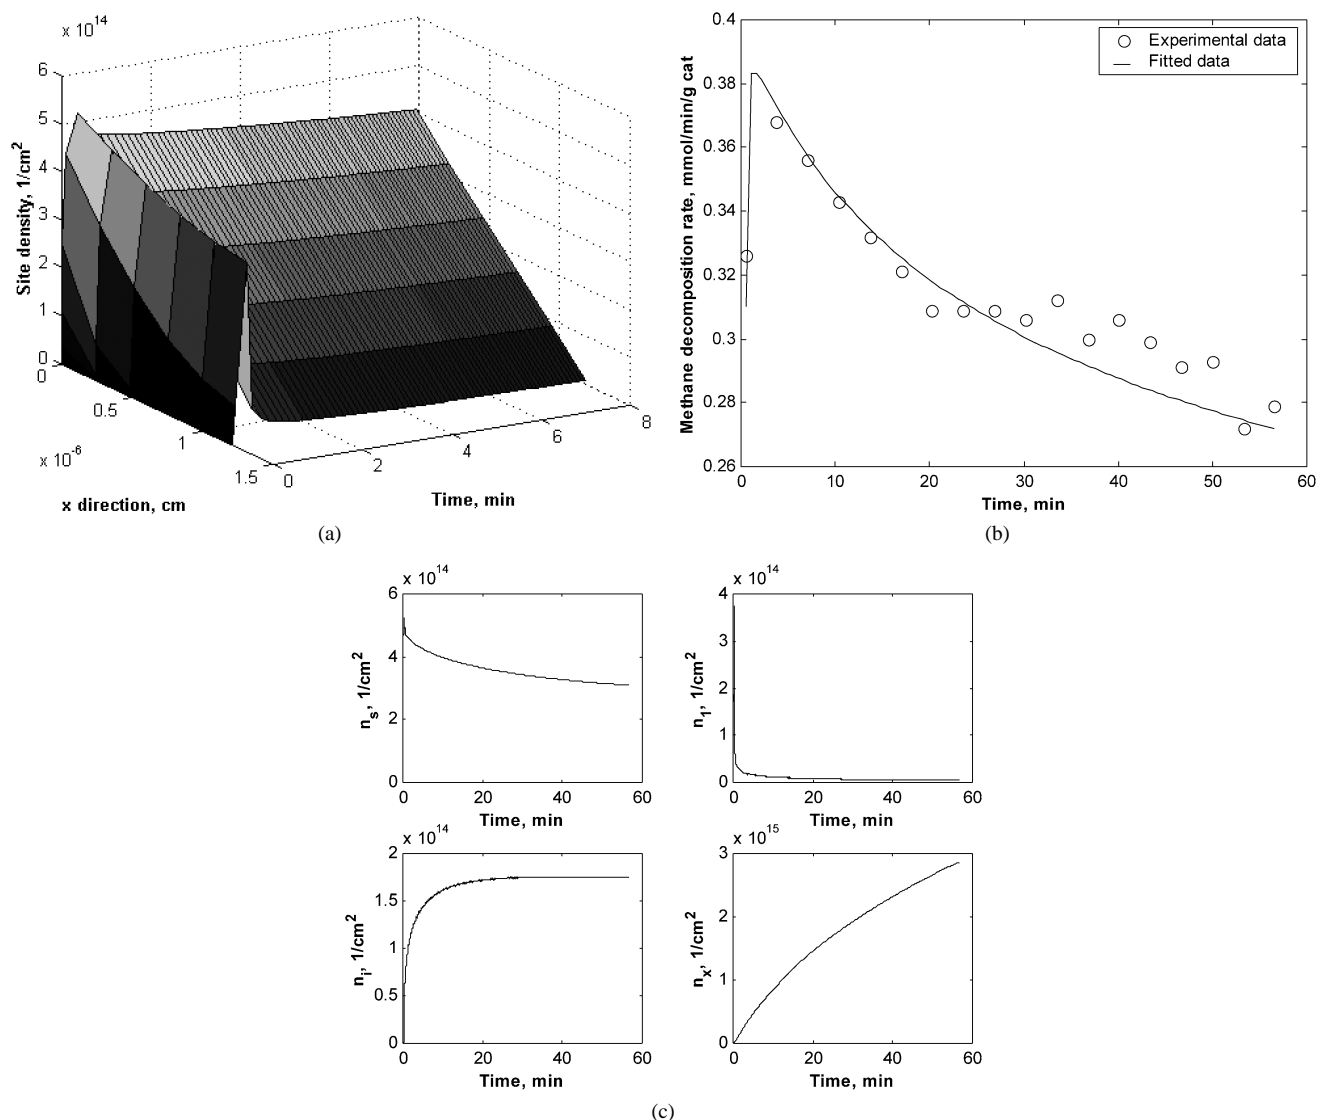 x 10^14
6
5
4
3
2
1
0
Site density, 1/cm^2
0
0.5
1
1.5
x 10^-6
x direction, cm
0
2
4
6
8
Time, min
(a)
0.4
0.38
0.36
0.34
0.32
0.3
0.28
0.26
Methane decomposition rate, mmol/min/g cat
Experimental data
Fitted data
0
10
20
30
40
50
60
Time, min
(b)
x 10^14
6
4
2
0
n_s, 1/cm^2
0
20
40
60
Time, min
x 10^14
4
3
2
1
0
n_1, 1/cm^2
0
20
40
60
Time, min
x 10^14
2
1.5
1
0.5
0
n_i, 1/cm^2
0
20
40
60
Time, min
x 10^15
3
2
1
0
n_x, 1/cm^2
0
20
40
60
Time, min
(c)